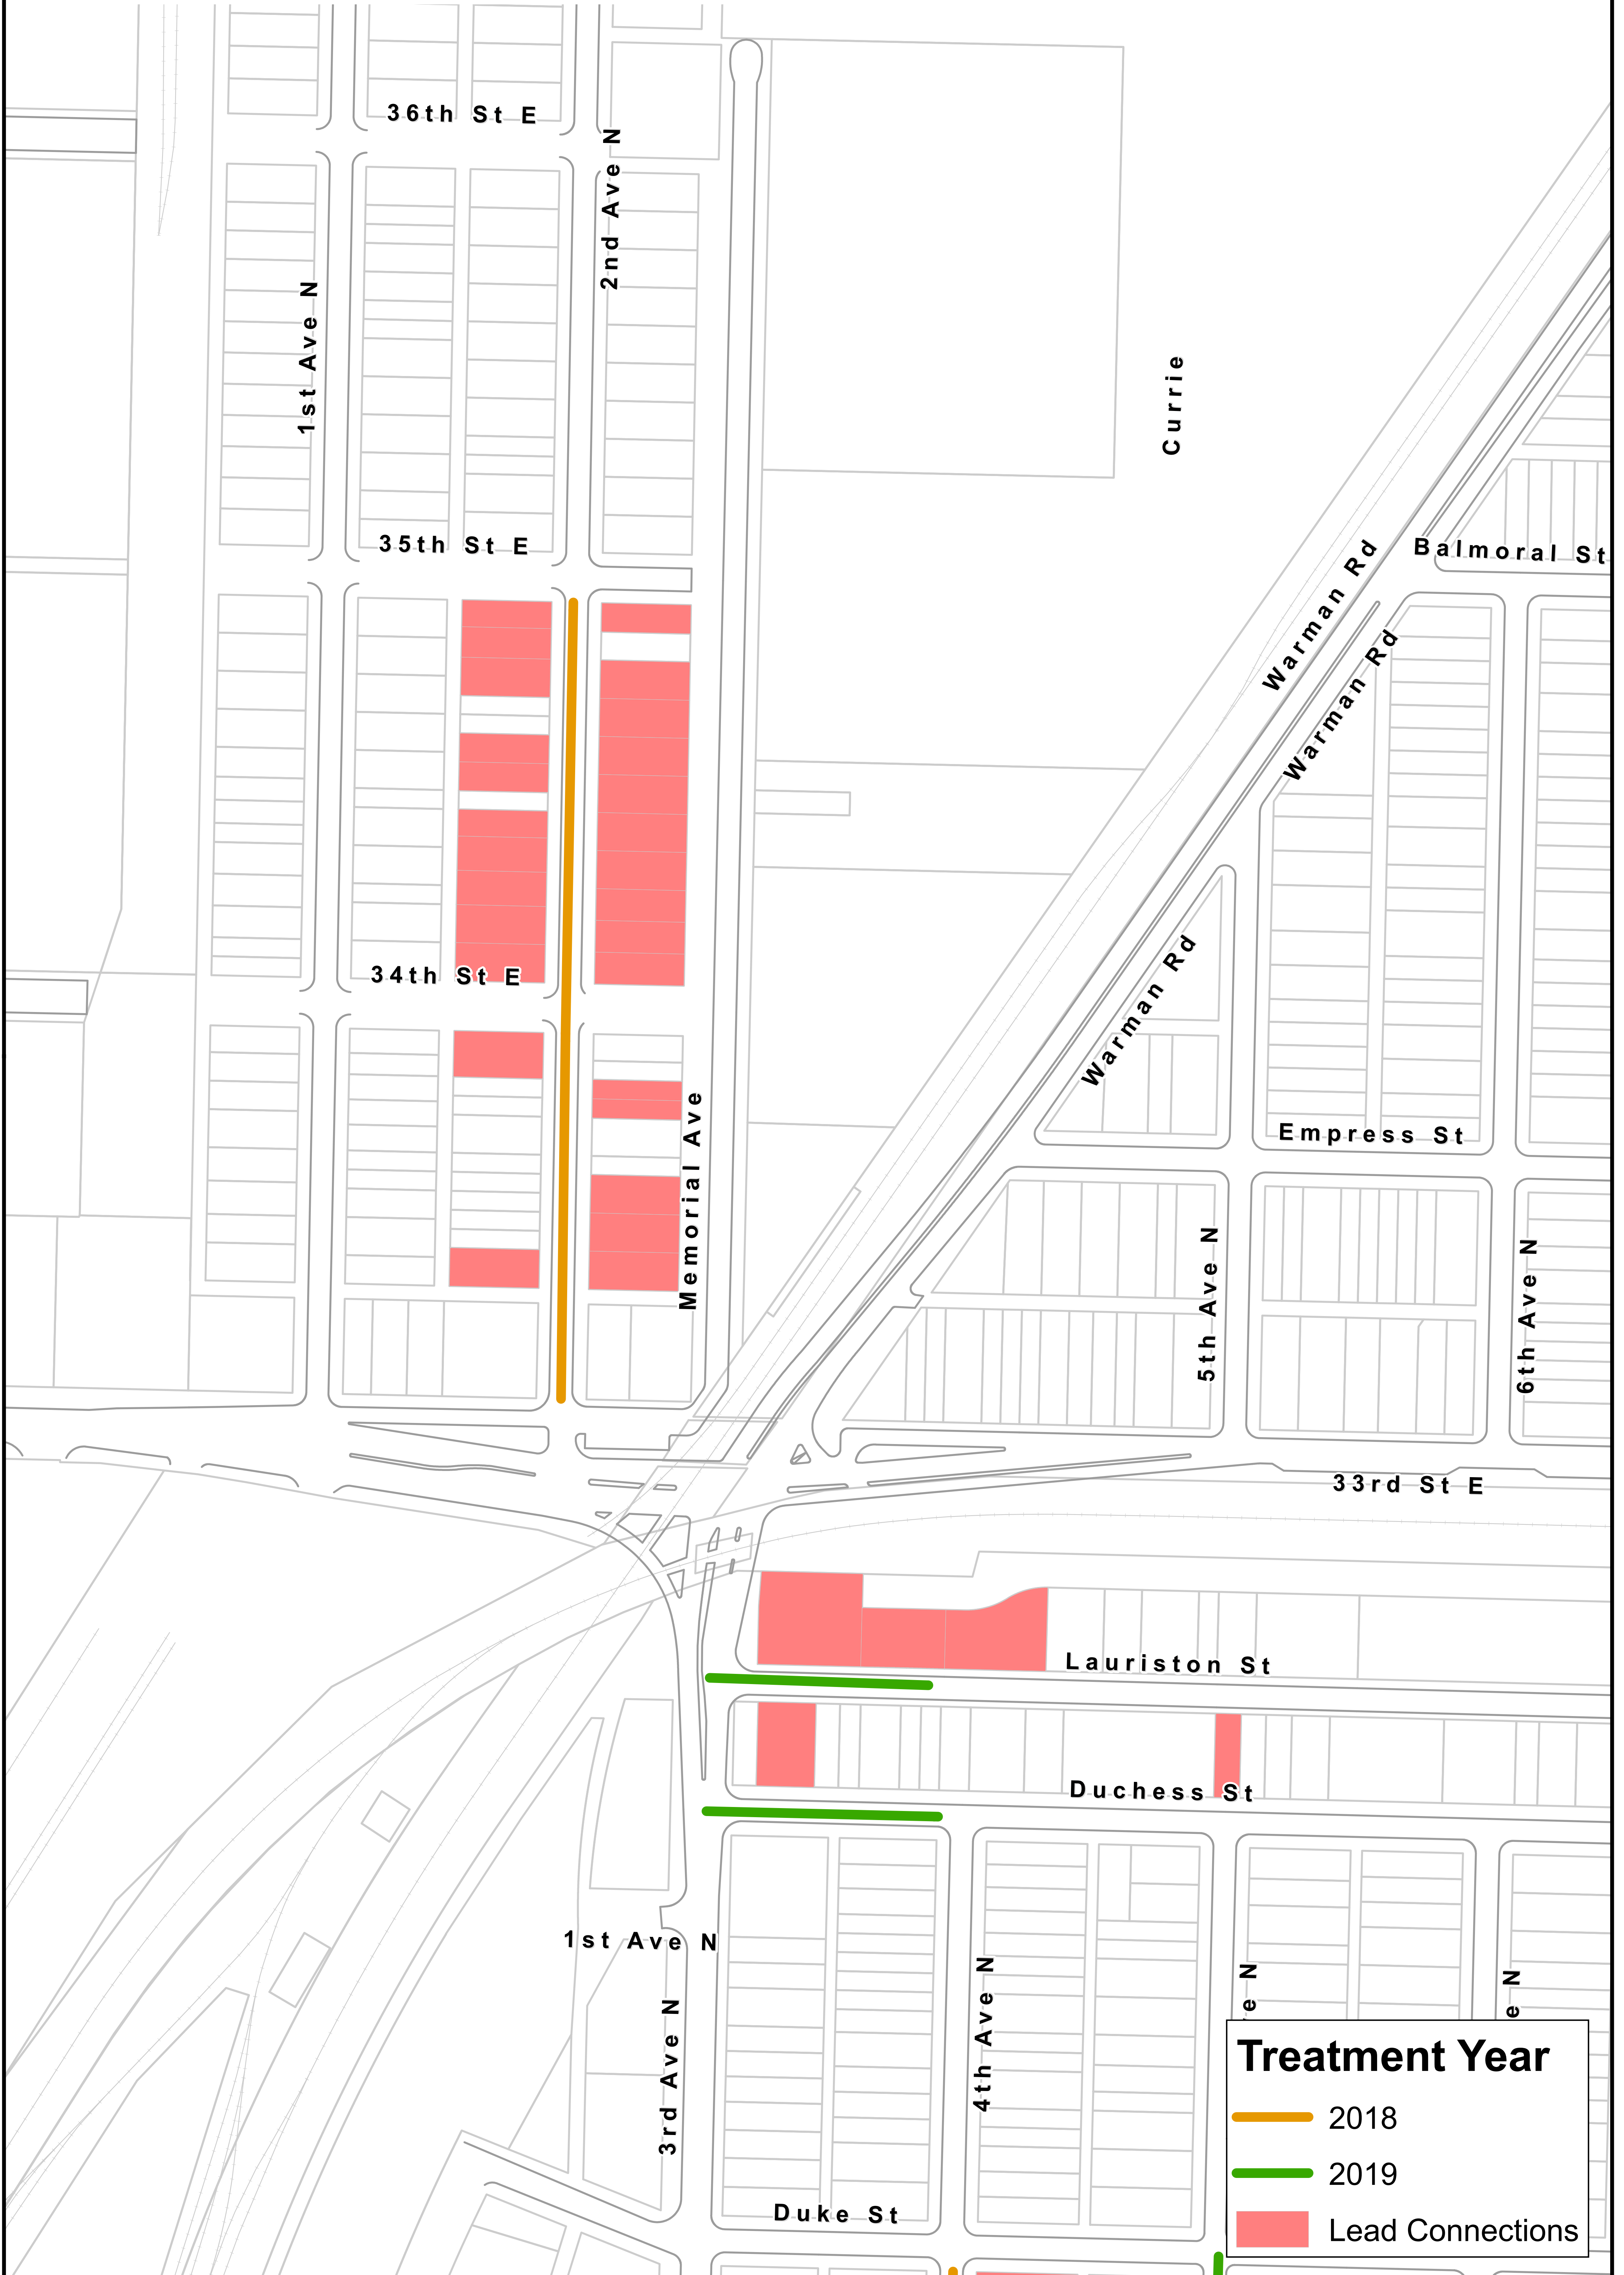 36th St E
2nd Ave N
1st Ave N
Currie
35th St E
Balmoral St
Warman Rd
Warman Rd
34th St E
Warman Rd
Memorial Ave
Empress St
5th Ave N
6th Ave N
33rd St E
Lauriston St
Duchess St
1st Ave N
3rd Ave N
4th Ave N
e N
e N
Treatment Year
2018
2019
Lead Connections
Duke St